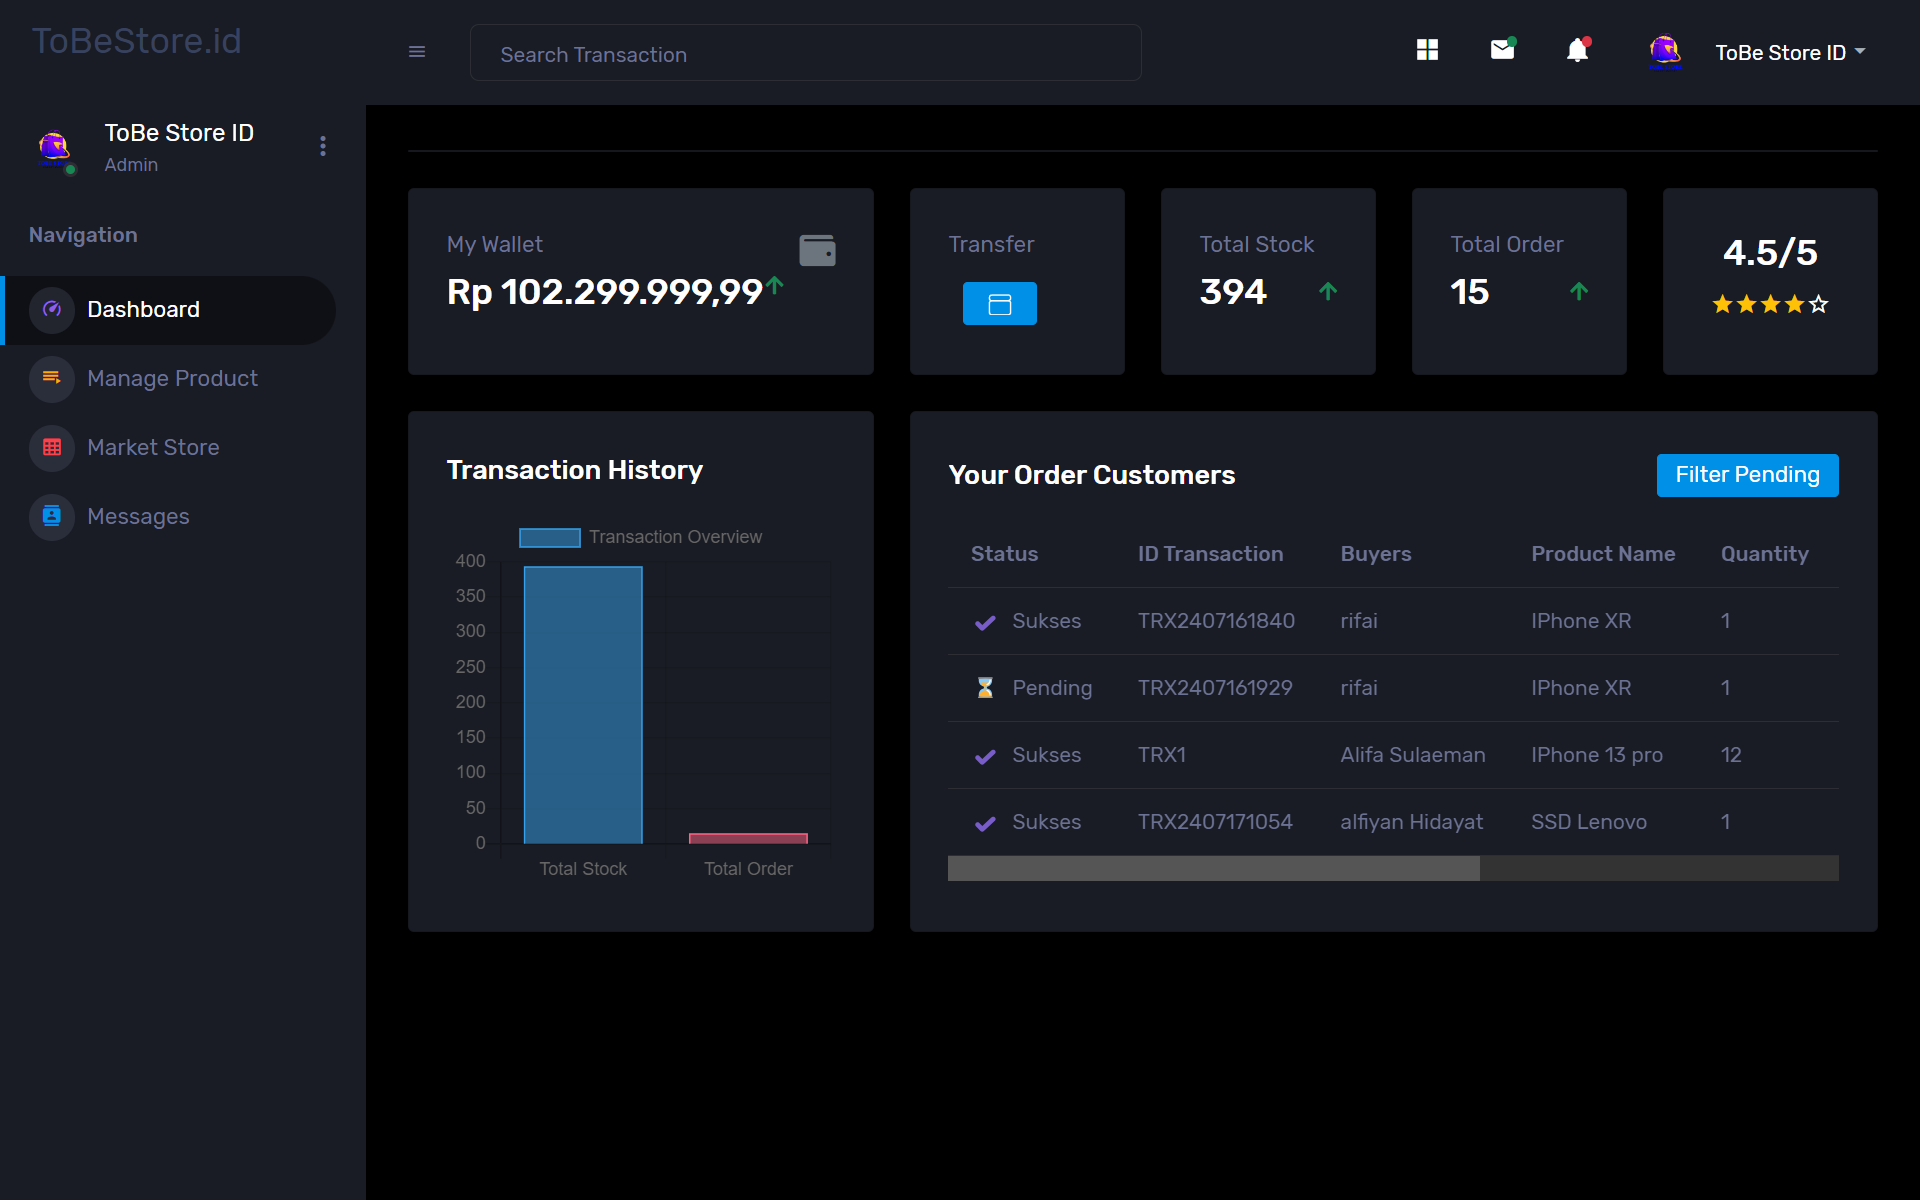 ToBeStore.id
Search Transaction
ToBe Store ID
ToBe Store ID
Admin
Navigation
Dashboard
Manage Product
Market Store
Messages
My Wallet
Rp 102.299.999,99
Transfer
Total Stock
394
Total Order
15
4.5/5
Transaction History
Transaction Overview
400
350
300
250
200
150
100
50
0
Total Stock Total Order
Your Order Customers
Filter Pending
Status ID Transaction Buyers Product Name Quantity
Sukses TRX2407161840 rifai IPhone XR 1
Pending TRX2407161929 rifai IPhone XR 1
Sukses TRX1 Alifa Sulaeman IPhone 13 pro 12
Sukses TRX2407171054 alfiyan Hidayat SSD Lenovo 1